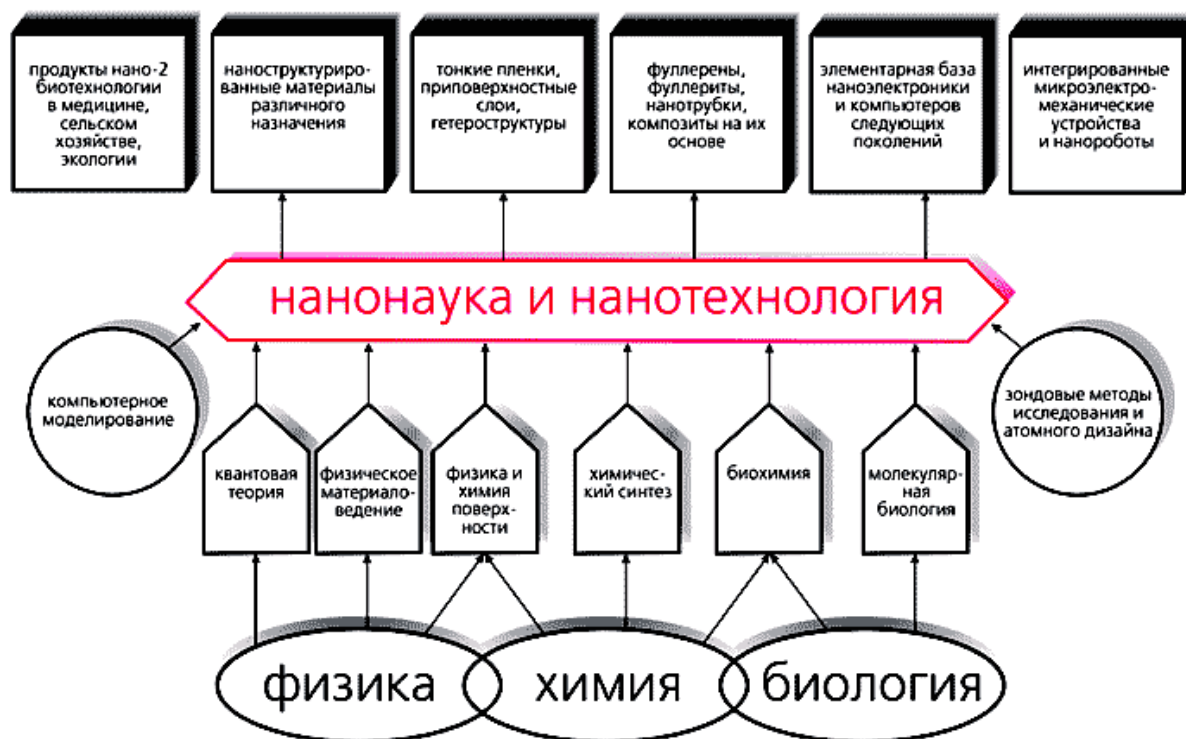 продукты нано-2
биотехнологии
в медицине,
сельском
хозяйстве,
экологии
наноструктуриро-
ванные материалы
различного
назначения
тонкие пленки,
приповерхностные
слои,
гетероструктуры
фуллерены,
фуллериты,
нанотрубки,
композиты на их
основе
элементарная база
наноэлектроники
и компьютеров
следующих
поколений
интегрированные
микроэлектро-
механические
устройства
и нанороботы
нанонаука и нанотехнология
компьютерное
моделирование
зондовые методы
исследования и
атомного дизайна
квантовая
теория
физическое
материало-
ведение
физика и
химия
поверх-
ности
химичес-
кий синтез
биохимия
молекуляр-
ная
биология
физика
химия
биология